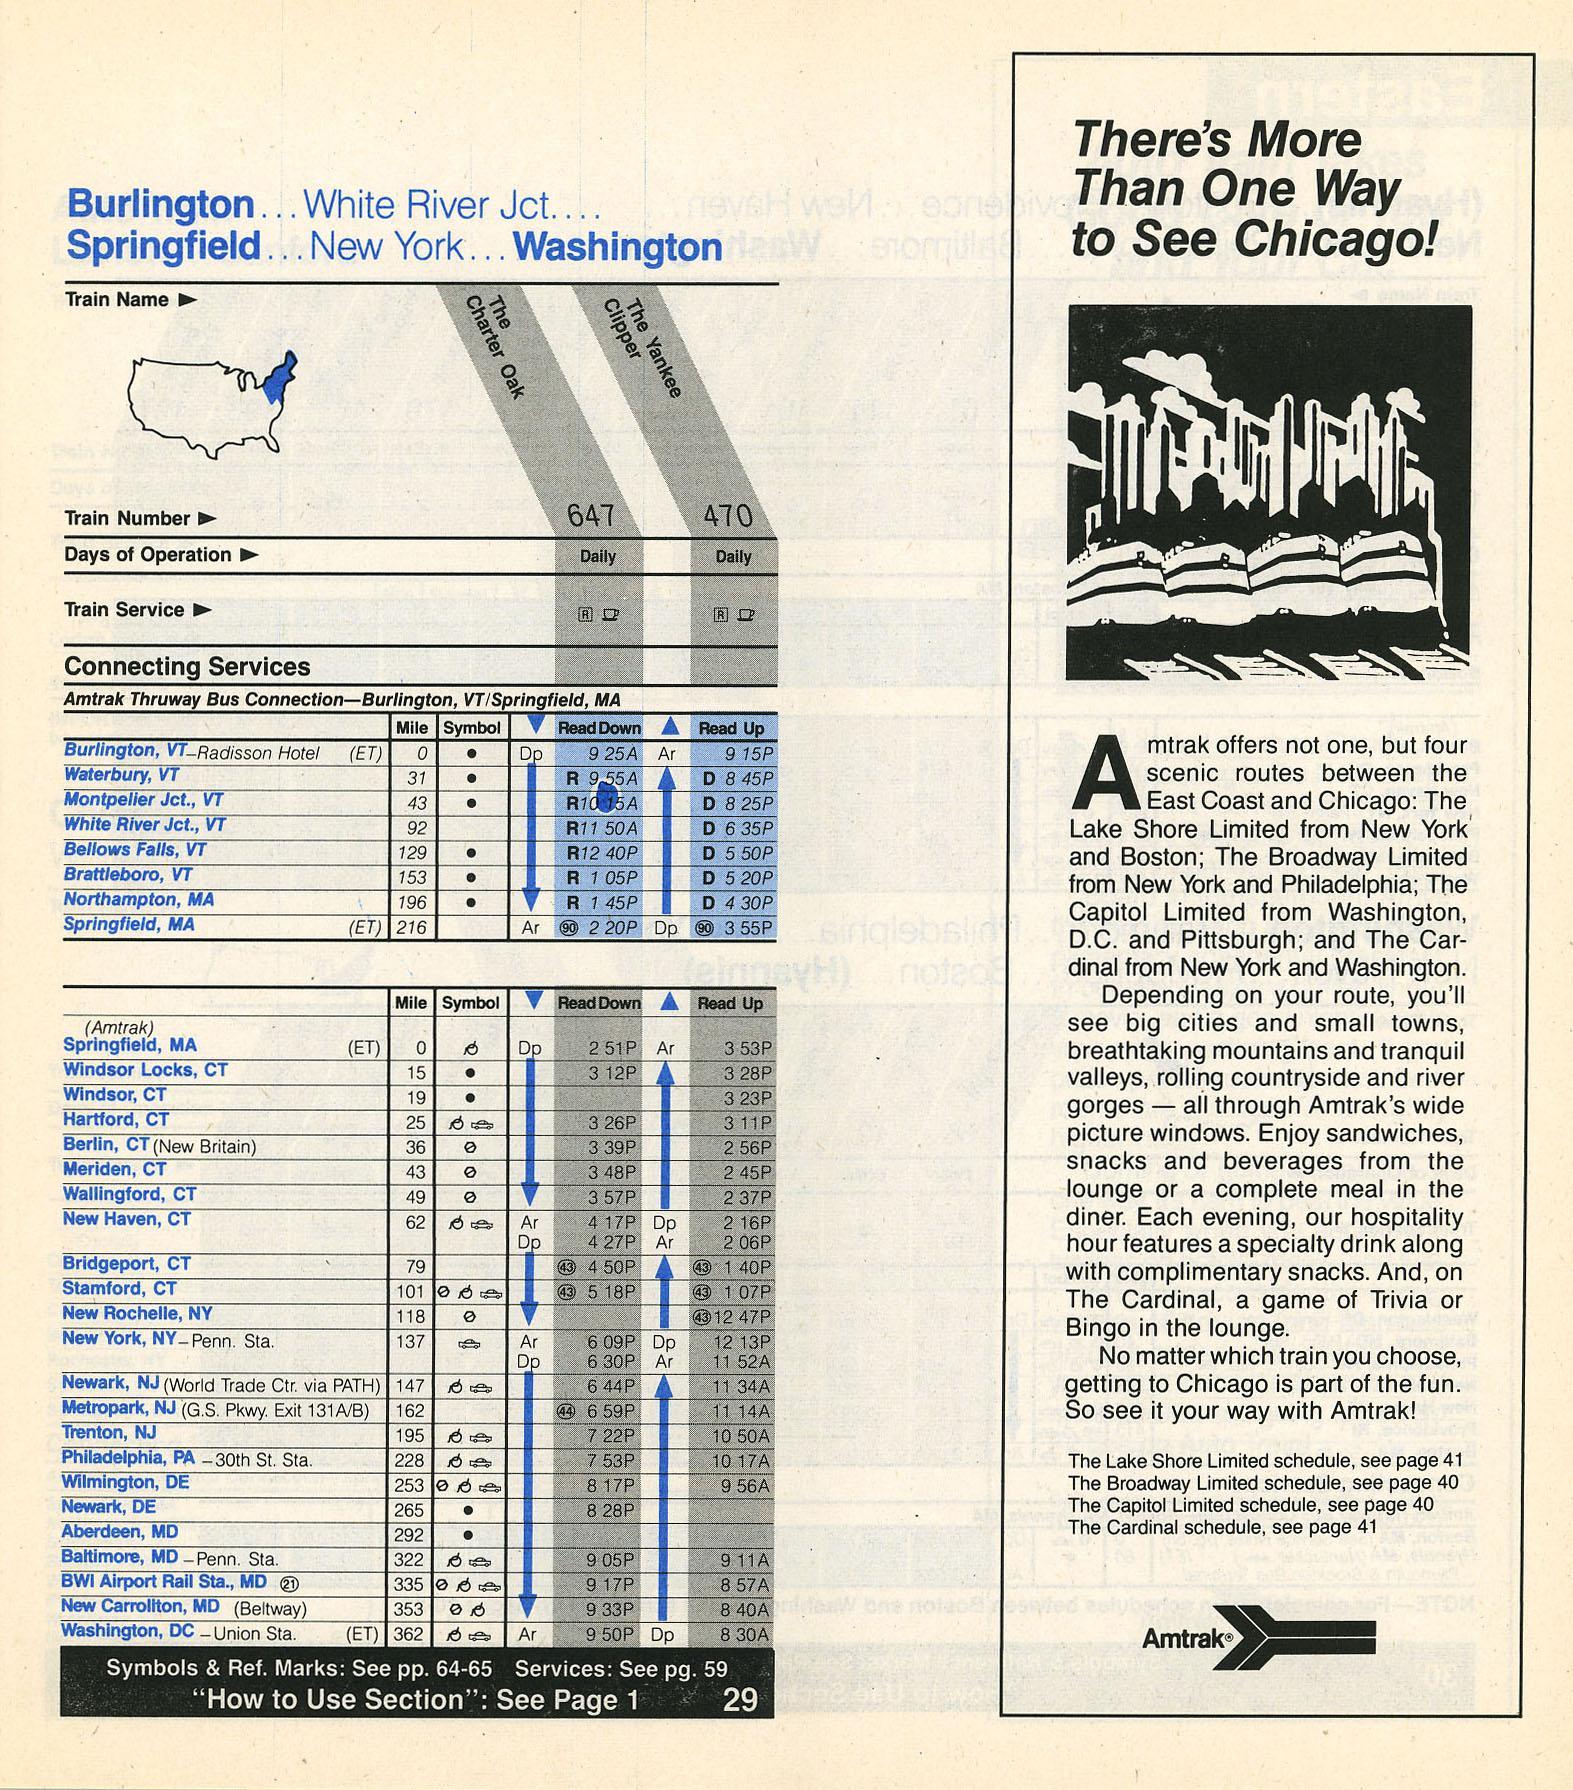 Burlington...White River Jct....
Springfield...New York...Washington
Train Name ►
The Charter Oak
The Yankee Clipper
Train Number ► 647 470
Days of Operation ► Daily Daily
Train Service ► R R
Connecting Services
Amtrak Thruway Bus Connection—Burlington, VT/Springfield, MA
Mile Symbol ▼ Read Down ▲ Read Up
Burlington, VT–Radisson Hotel (ET) 0 ● Dp 9 25A Ar 9 15P
Waterbury, VT 31 ● R 9 55A D 8 45P
Montpelier Jct., VT 43 ● R10 15A D 8 25P
White River Jct., VT 92 R11 50A D 6 35P
Bellows Falls, VT 129 ● R12 40P D 5 50P
Brattleboro, VT 153 ● R 1 05P D 5 20P
Northampton, MA 196 ● R 1 45P D 4 30P
Springfield, MA (ET) 216 Ar 90 2 20P Dp 90 3 55P
Mile Symbol ▼ Read Down ▲ Read Up
(Amtrak)
Springfield, MA (ET) 0 Dp 2 51P Ar 3 53P
Windsor Locks, CT 15 ● 3 12P 3 28P
Windsor, CT 19 ● 3 23P
Hartford, CT 25 3 26P 3 11P
Berlin, CT (New Britain) 36 3 39P 2 56P
Meriden, CT 43 3 48P 2 45P
Wallingford, CT 49 3 57P 2 37P
New Haven, CT 62 Ar 4 17P Dp 2 16P
Dp 4 27P Ar 2 06P
Bridgeport, CT 79 43 4 50P 43 1 40P
Stamford, CT 101 43 5 18P 43 1 07P
New Rochelle, NY 118 43 12 47P
New York, NY–Penn. Sta. 137 Ar 6 09P Dp 12 13P
Dp 6 30P Ar 11 52A
Newark, NJ (World Trade Ctr. via PATH) 147 6 44P 11 34A
Metropark, NJ (G.S. Pkwy. Exit 131A/B) 162 44 6 59P 11 14A
Trenton, NJ 195 7 22P 10 50A
Philadelphia, PA –30th St. Sta. 228 7 53P 10 17A
Wilmington, DE 253 8 17P 9 56A
Newark, DE 265 ● 8 28P
Aberdeen, MD 292 ●
Baltimore, MD –Penn. Sta. 322 9 05P 9 11A
BWI Airport Rail Sta., MD 21 335 9 17P 8 57A
New Carrollton, MD (Beltway) 353 9 33P 8 40A
Washington, DC –Union Sta. (ET) 362 Ar 9 50P Dp 8 30A
Symbols & Ref. Marks: See pp. 64-65 Services: See pg. 59
"How to Use Section": See Page 1 29
There's More
Than One Way
to See Chicago!
Amtrak offers not one, but four
scenic routes between the
East Coast and Chicago: The
Lake Shore Limited from New York
and Boston; The Broadway Limited
from New York and Philadelphia; The
Capitol Limited from Washington,
D.C. and Pittsburgh; and The Car-
dinal from New York and Washington.
Depending on your route, you'll
see big cities and small towns,
breathtaking mountains and tranquil
valleys, rolling countryside and river
gorges — all through Amtrak's wide
picture windows. Enjoy sandwiches,
snacks and beverages from the
lounge or a complete meal in the
diner. Each evening, our hospitality
hour features a specialty drink along
with complimentary snacks. And, on
The Cardinal, a game of Trivia or
Bingo in the lounge.
No matter which train you choose,
getting to Chicago is part of the fun.
So see it your way with Amtrak!
The Lake Shore Limited schedule, see page 41
The Broadway Limited schedule, see page 40
The Capitol Limited schedule, see page 40
The Cardinal schedule, see page 41
Amtrak®